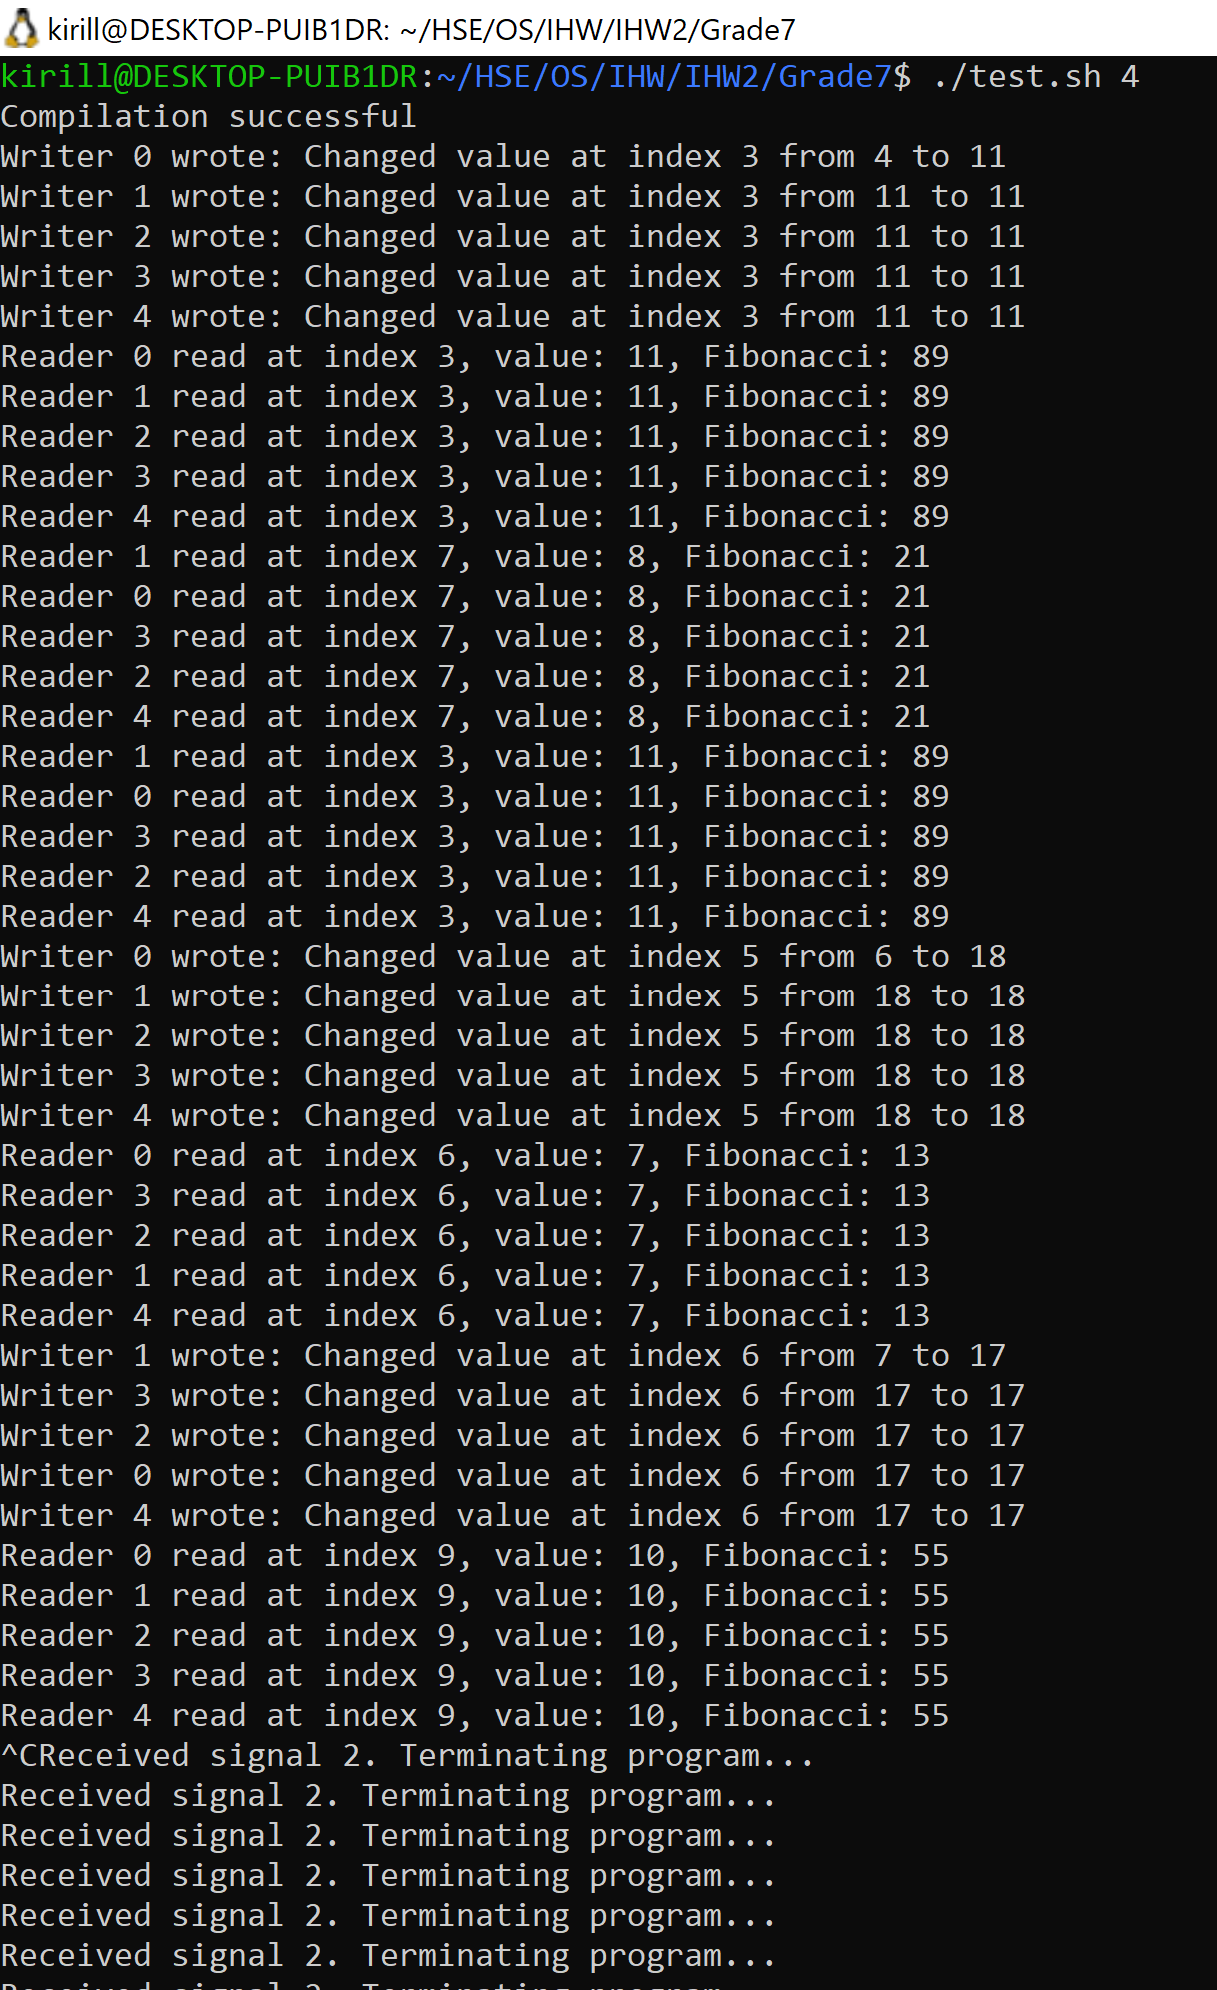 kirill@DESKTOP-PUIB1DR: ~/HSE/OS/IHW/IHW2/Grade7
kirill@DESKTOP-PUIB1DR:~/HSE/OS/IHW/IHW2/Grade7$ ./test.sh 4
Compilation successful
Writer 0 wrote: Changed value at index 3 from 4 to 11
Writer 1 wrote: Changed value at index 3 from 11 to 11
Writer 2 wrote: Changed value at index 3 from 11 to 11
Writer 3 wrote: Changed value at index 3 from 11 to 11
Writer 4 wrote: Changed value at index 3 from 11 to 11
Reader 0 read at index 3, value: 11, Fibonacci: 89
Reader 1 read at index 3, value: 11, Fibonacci: 89
Reader 2 read at index 3, value: 11, Fibonacci: 89
Reader 3 read at index 3, value: 11, Fibonacci: 89
Reader 4 read at index 3, value: 11, Fibonacci: 89
Reader 1 read at index 7, value: 8, Fibonacci: 21
Reader 0 read at index 7, value: 8, Fibonacci: 21
Reader 3 read at index 7, value: 8, Fibonacci: 21
Reader 2 read at index 7, value: 8, Fibonacci: 21
Reader 4 read at index 7, value: 8, Fibonacci: 21
Reader 1 read at index 3, value: 11, Fibonacci: 89
Reader 0 read at index 3, value: 11, Fibonacci: 89
Reader 3 read at index 3, value: 11, Fibonacci: 89
Reader 2 read at index 3, value: 11, Fibonacci: 89
Reader 4 read at index 3, value: 11, Fibonacci: 89
Writer 0 wrote: Changed value at index 5 from 6 to 18
Writer 1 wrote: Changed value at index 5 from 18 to 18
Writer 2 wrote: Changed value at index 5 from 18 to 18
Writer 3 wrote: Changed value at index 5 from 18 to 18
Writer 4 wrote: Changed value at index 5 from 18 to 18
Reader 0 read at index 6, value: 7, Fibonacci: 13
Reader 3 read at index 6, value: 7, Fibonacci: 13
Reader 2 read at index 6, value: 7, Fibonacci: 13
Reader 1 read at index 6, value: 7, Fibonacci: 13
Reader 4 read at index 6, value: 7, Fibonacci: 13
Writer 1 wrote: Changed value at index 6 from 7 to 17
Writer 3 wrote: Changed value at index 6 from 17 to 17
Writer 2 wrote: Changed value at index 6 from 17 to 17
Writer 0 wrote: Changed value at index 6 from 17 to 17
Writer 4 wrote: Changed value at index 6 from 17 to 17
Reader 0 read at index 9, value: 10, Fibonacci: 55
Reader 1 read at index 9, value: 10, Fibonacci: 55
Reader 2 read at index 9, value: 10, Fibonacci: 55
Reader 3 read at index 9, value: 10, Fibonacci: 55
Reader 4 read at index 9, value: 10, Fibonacci: 55
^CReceived signal 2. Terminating program...
Received signal 2. Terminating program...
Received signal 2. Terminating program...
Received signal 2. Terminating program...
Received signal 2. Terminating program...
Received signal 2. Terminating program...